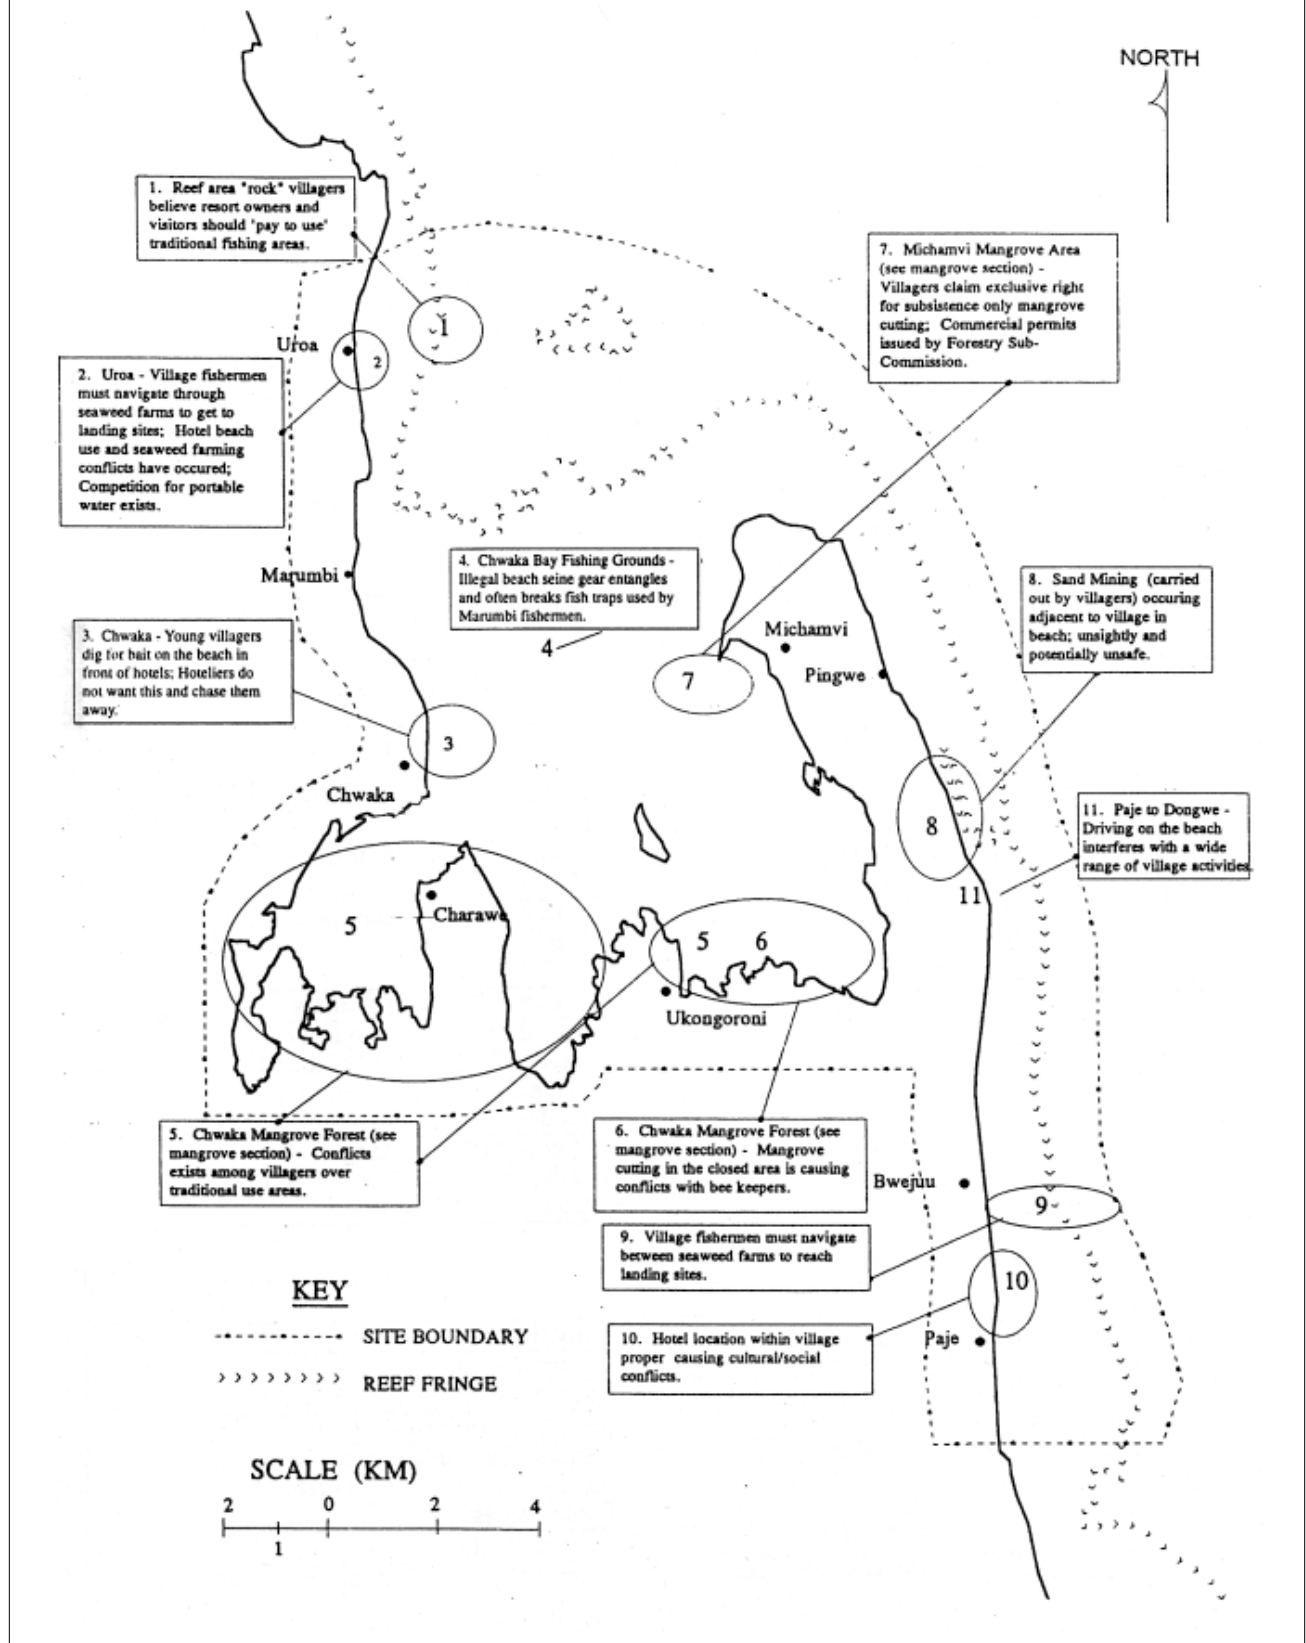 NORTH
1. Reef area "rock" villagers
believe resort owners and
visitors should 'pay to use'
traditional fishing areas.
7. Michamvi Mangrove Area
(see mangrove section) -
Villagers claim exclusive right
for subsistence only mangrove
cutting; Commercial permits
issued by Forestry Sub-
Commission.
1
Uroa
2
2. Uroa - Village fishermen
must navigate through
seaweed farms to get to
landing sites; Hotel beach
use and seaweed farming
conflicts have occured;
Competition for portable
water exists.
Marumbi
4. Chwaka Bay Fishing Grounds -
Illegal beach seine gear entangles
and often breaks fish traps used by
Marumbi fishermen.
4
8. Sand Mining (carried
out by villagers) occuring
adjacent to village in
beach; unsightly and
potentially unsafe.
3. Chwaka - Young villagers
dig for bait on the beach in
front of hotels; Hoteliers do
not want this and chase them
away.
Michamvi
Pingwe
7
3
Chwaka
8
11. Paje to Dongwe -
Driving on the beach
interferes with a wide
range of village activities.
11
Charawe
5
5 6
Ukongoroni
5. Chwaka Mangrove Forest (see
mangrove section) - Conflicts
exists among villagers over
traditional use areas.
6. Chwaka Mangrove Forest (see
mangrove section) - Mangrove
cutting in the closed area is causing
conflicts with bee keepers.
Bwejuu
9
9. Village fishermen must navigate
between seaweed farms to reach
landing sites.
10
10. Hotel location within village
proper causing cultural/social
conflicts.
Paje
KEY
SITE BOUNDARY
REEF FRINGE
SCALE (KM)
2 0 2 4
1